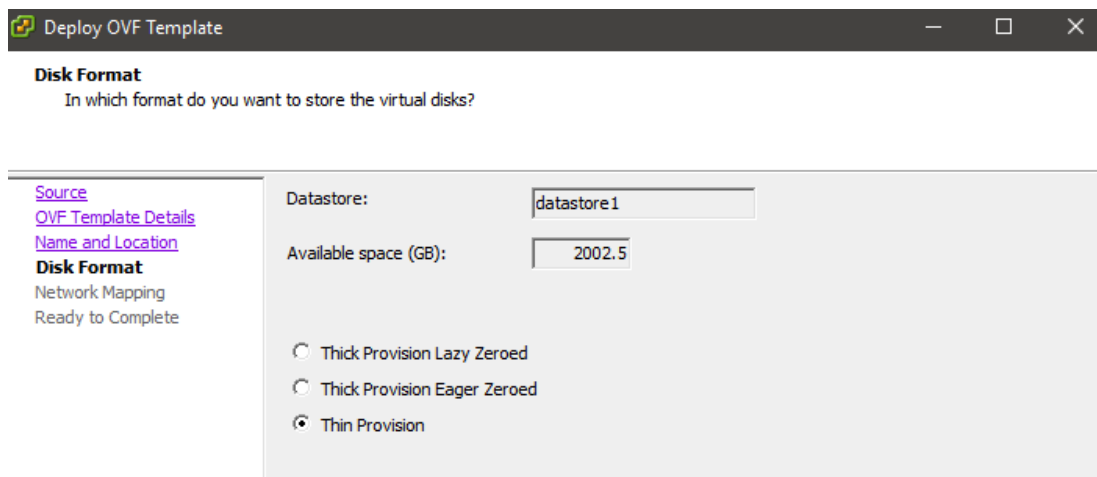 Deploy OVF Template
Disk Format
In which format do you want to store the virtual disks?
Source
OVF Template Details
Name and Location
Disk Format
Network Mapping
Ready to Complete
Datastore:
datastore1
Available space (GB):
2002.5
Thick Provision Lazy Zeroed
Thick Provision Eager Zeroed
Thin Provision